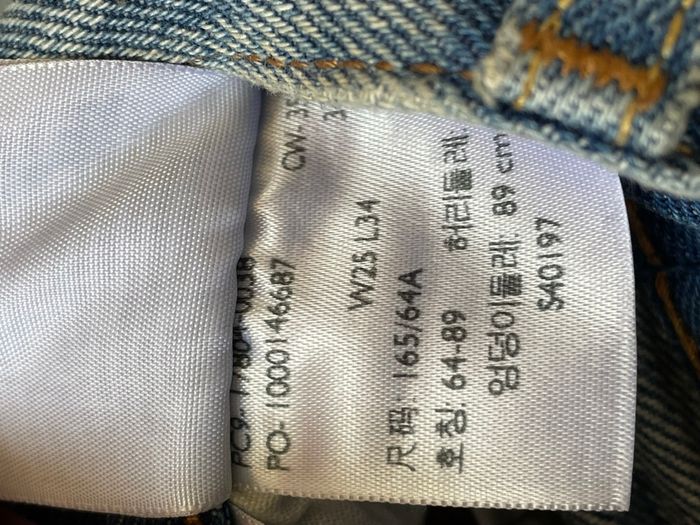 PO-1000146687 CW-
W25 L34
尺码: 165/64A
호칭: 64-89 허리둘레:
엉덩이둘레: 89 cm
S40197